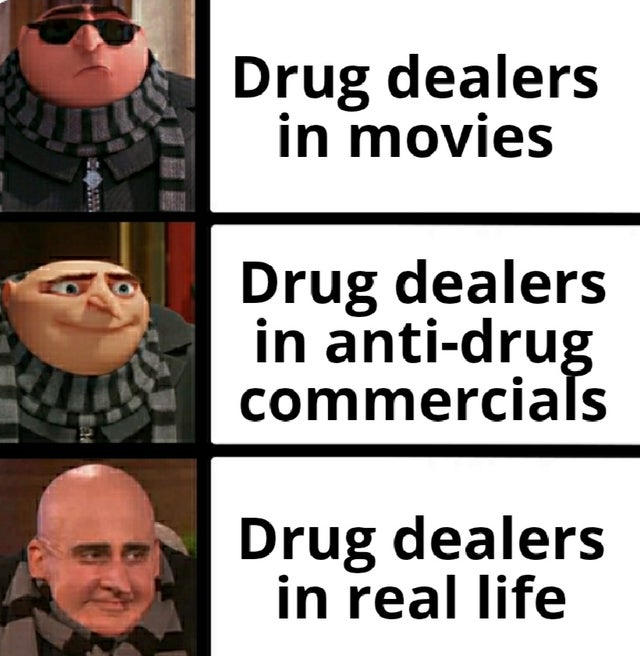 Drug dealers
in movies
Drug dealers
in anti-drug
commercials
Drug dealers
in real life